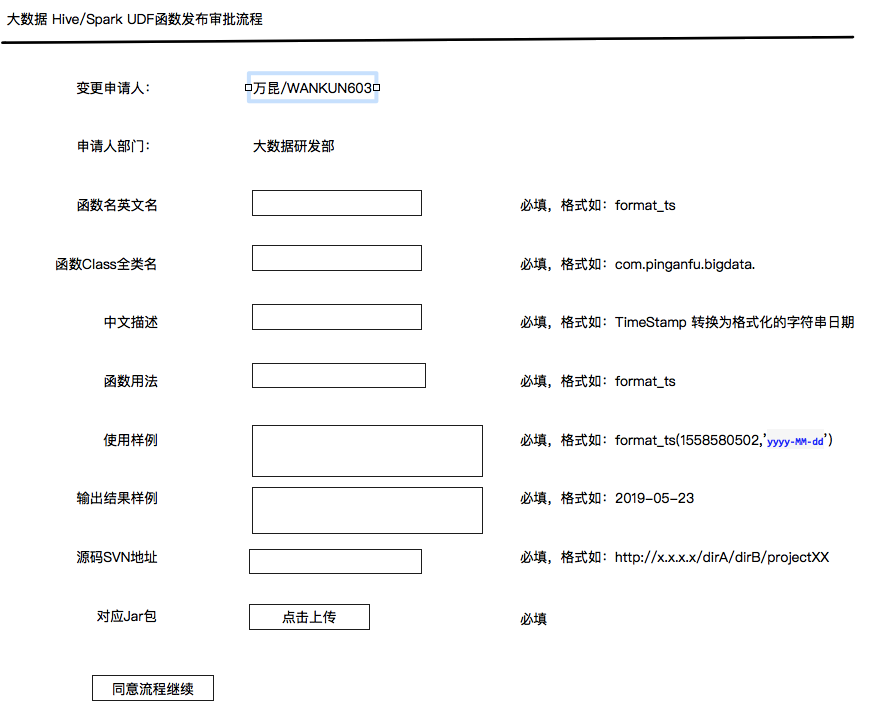 大数据 Hive/Spark UDF函数发布审批流程
变更申请人： 万昆/WANKUN603
申请人部门： 大数据研发部
函数名英文名 必填，格式如：format_ts
函数Class全类名 必填，格式如：com.pinganfu.bigdata.
中文描述 必填，格式如：TimeStamp 转换为格式化的字符串日期
函数用法 必填，格式如：format_ts
使用样例 必填，格式如：format_ts(1558580502,'yyyy-MM-dd')
输出结果样例 必填，格式如：2019-05-23
源码SVN地址 必填，格式如：http://x.x.x.x/dirA/dirB/projectXX
对应Jar包 点击上传 必填
同意流程继续